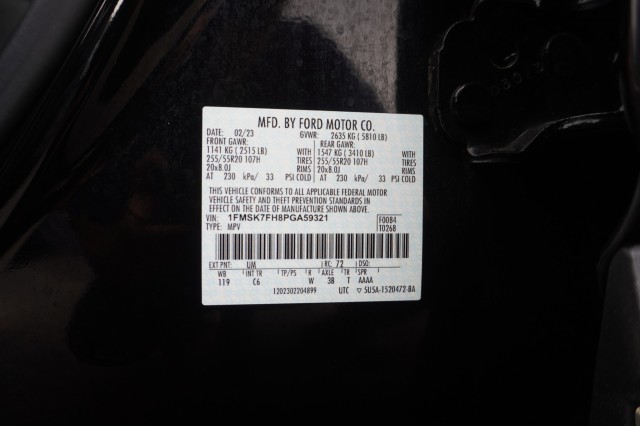 MFD. BY FORD MOTOR CO.
DATE: 02/23 GVWR: 2635 KG ( 5810 LB)
FRONT GAWR: REAR GAWR:
1141 KG ( 2515 LB) WITH 1547 KG ( 3410 LB) WITH
255/55R20 107H TIRES 255/55R20 107H TIRES
20x8.0J RIMS 20x8.0J RIMS
AT 230 kPa/ 33 PSI COLD AT 230 kPa/ 33 PSI COLD
THIS VEHICLE CONFORMS TO ALL APPLICABLE FEDERAL MOTOR
VEHICLE SAFETY AND THEFT PREVENTION STANDARDS IN
EFFECT ON THE DATE OF MANUFACTURE SHOWN ABOVE.
VIN: 1FMSK7FH8PGA59321 F0084
TYPE: MPV 10268
EXT PNT: UM RC: 72 DSO:
WB INT TR TP/PS R AXLE TR SPR
119 C6 W 38 T AAAA
1202302204899 UTC 5U5A-1520472-BA